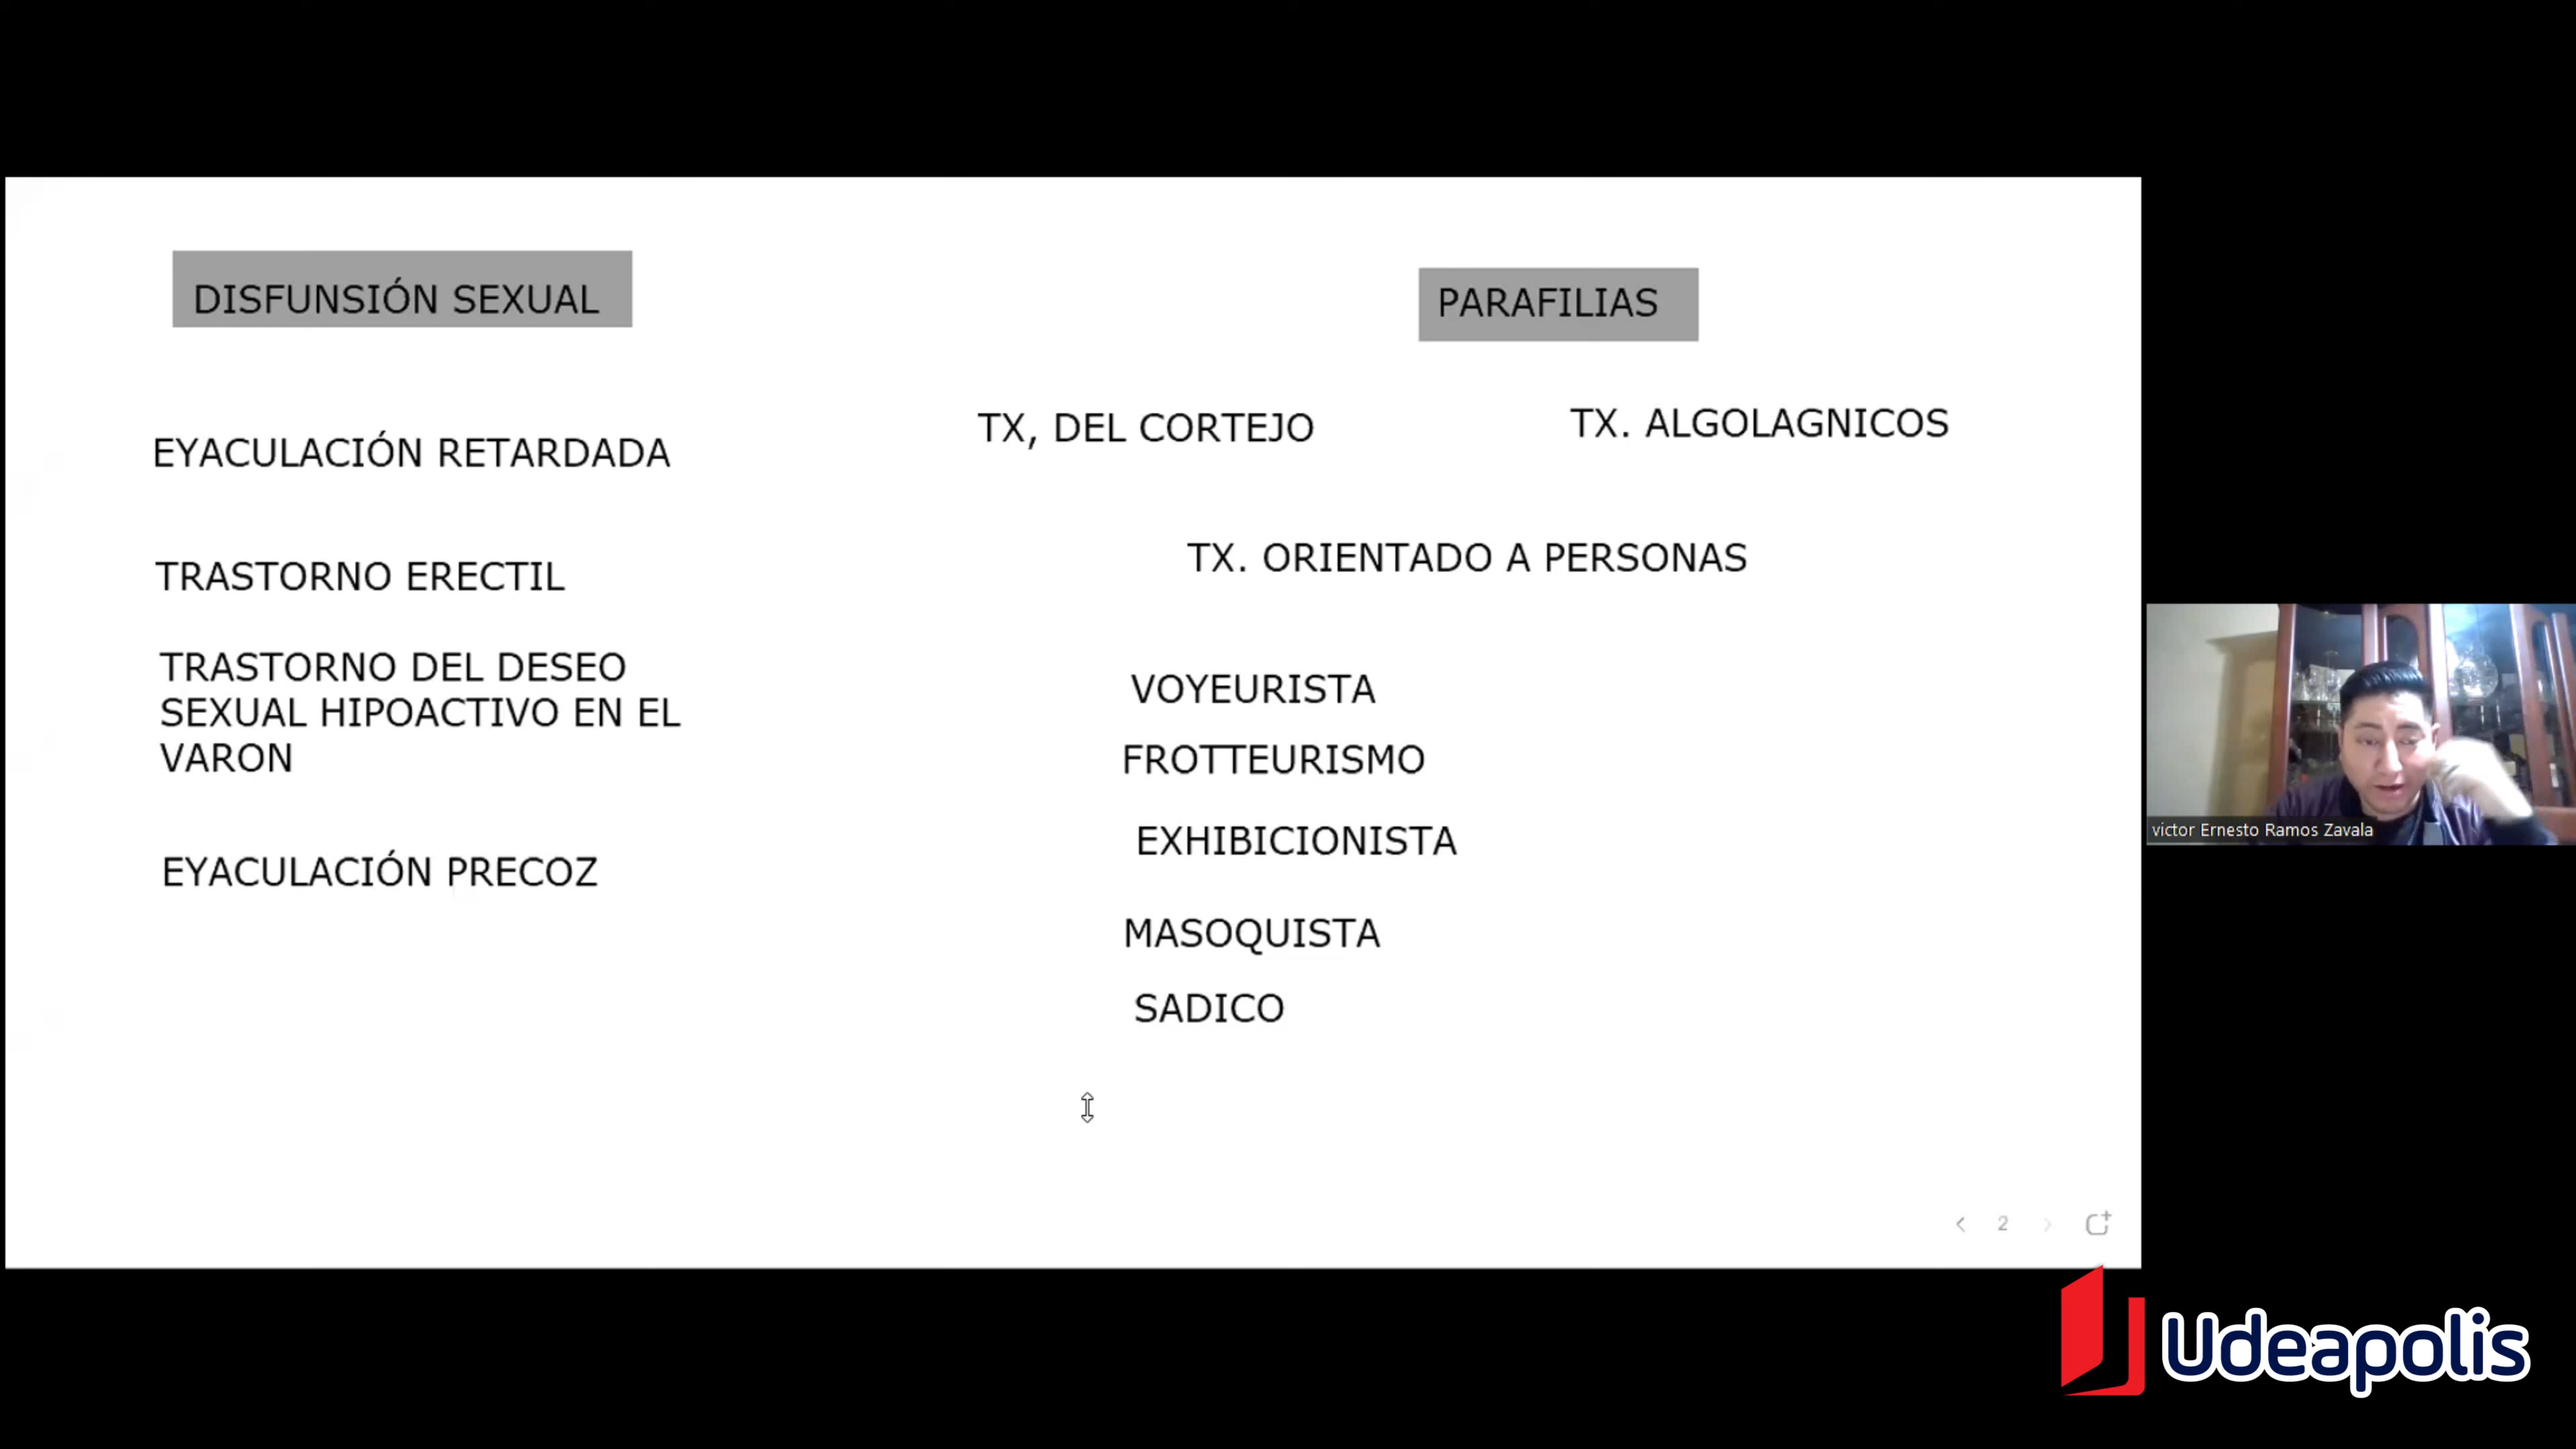 DISFUNSIÓN SEXUAL
EYACULACIÓN RETARDADA
TRASTORNO ERECTIL
TRASTORNO DEL DESEO
SEXUAL HIPOACTIVO EN EL
VARON
EYACULACIÓN PRECOZ
PARAFILIAS
TX, DEL CORTEJO
TX. ALGOLAGNICOS
TX. ORIENTADO A PERSONAS
VOYEURISTA
FROTTEURISMO
EXHIBICIONISTA
MASOQUISTA
SADICO
2
victor Ernesto Ramos Zavala
Udeapolis